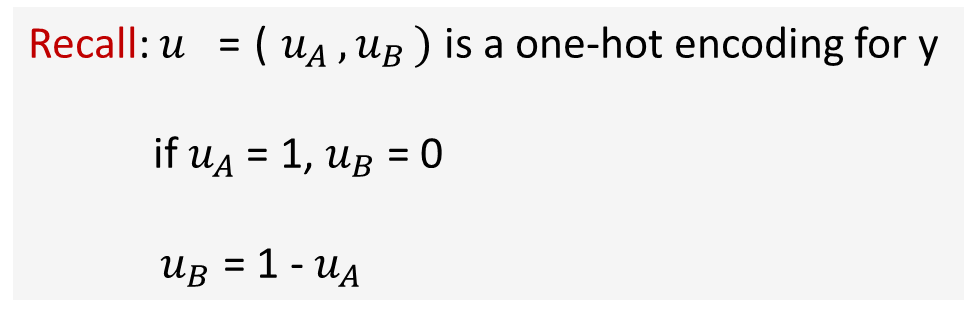 Recall: u = ( u_A , u_B ) is a one-hot encoding for y
if u_A = 1, u_B = 0
u_B = 1 - u_A